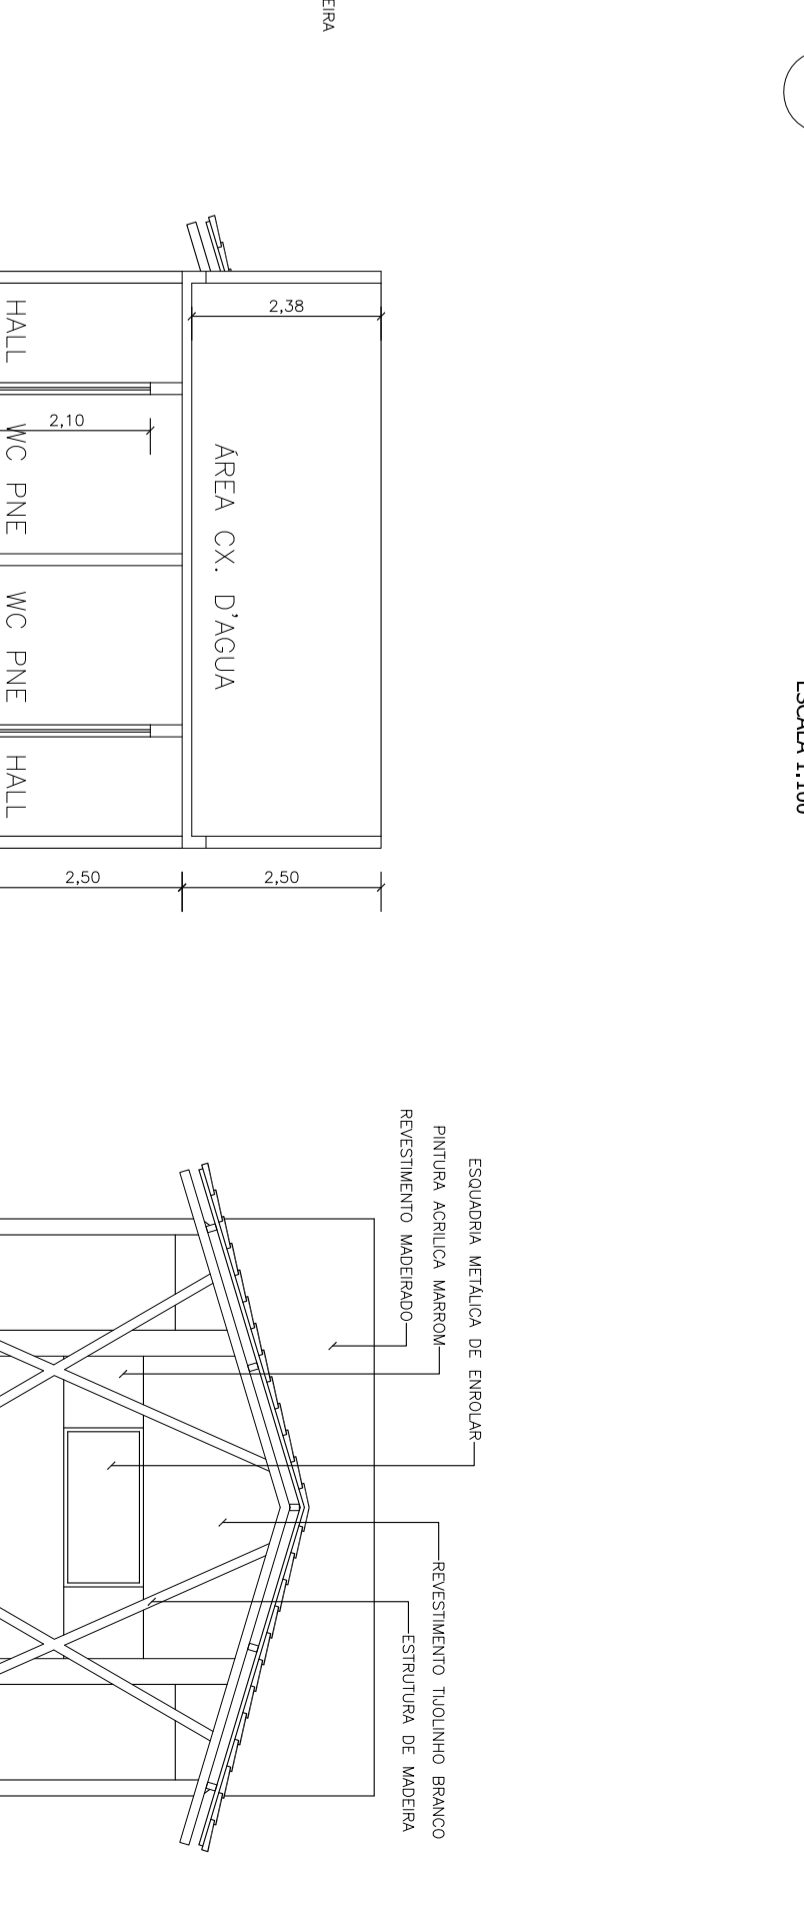 EIRA
ESCALA 1:100
2,38
HALL
2,10
WC PNE
ÁREA CX. D'AGUA
WC PNE
HALL
2,50
2,50
ESQUADRIA METÁLICA DE ENROLAR
PINTURA ACRILICA MARROM
REVESTIMENTO MADEIRADO
REVESTIMENTO TIJOLINHO BRANCO
ESTRUTURA DE MADEIRA